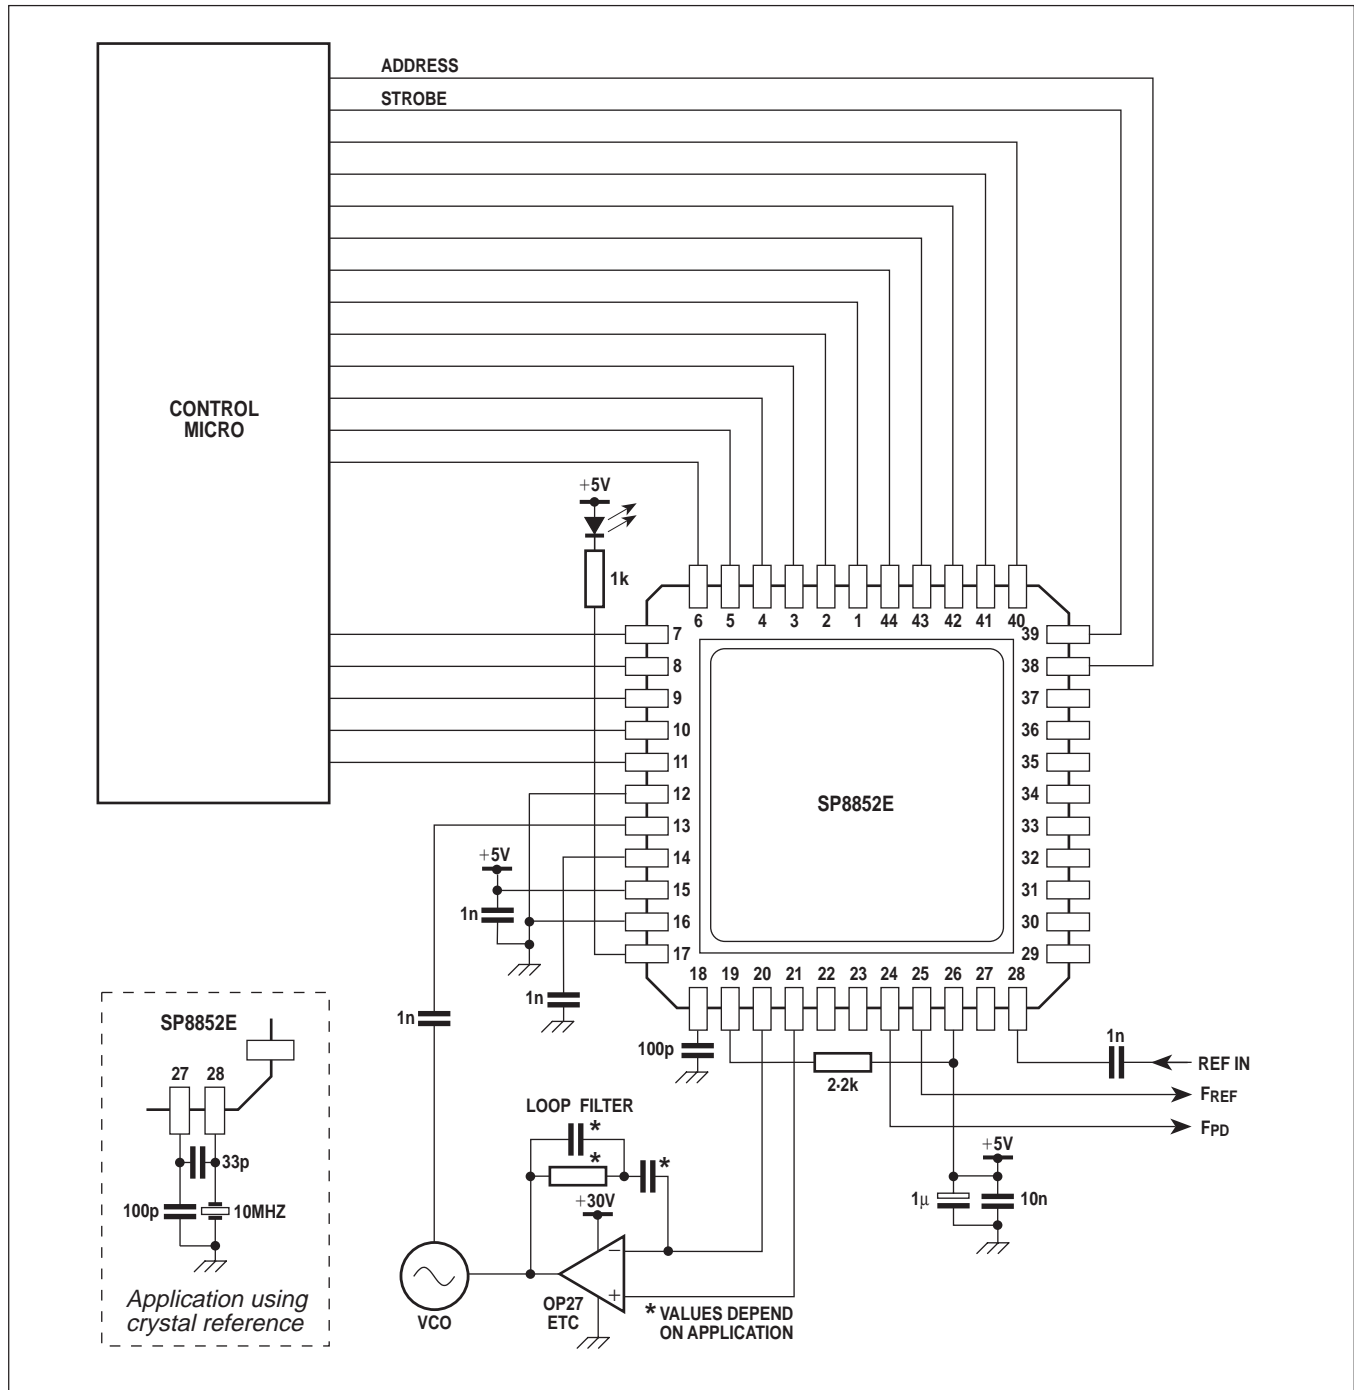 ADDRESS
STROBE
CONTROL
MICRO
+5V
1k
6 5 4 3 2 1 44 43 42 41 40
7
8
9
10
11
12
13
14
15
16
17
39
38
37
36
35
34
33
32
31
30
29
SP8852E
+5V
1n
1n
1n
18 19 20 21 22 23 24 25 26 27 28
100p
2·2k
1n
REF IN
FREF
FPD
+5V
1µ
10n
LOOP FILTER
*
*
*
+30V
−
+
OP27
ETC
VCO
* VALUES DEPEND
ON APPLICATION
SP8852E
27 28
33p
100p
10MHZ
Application using
crystal reference